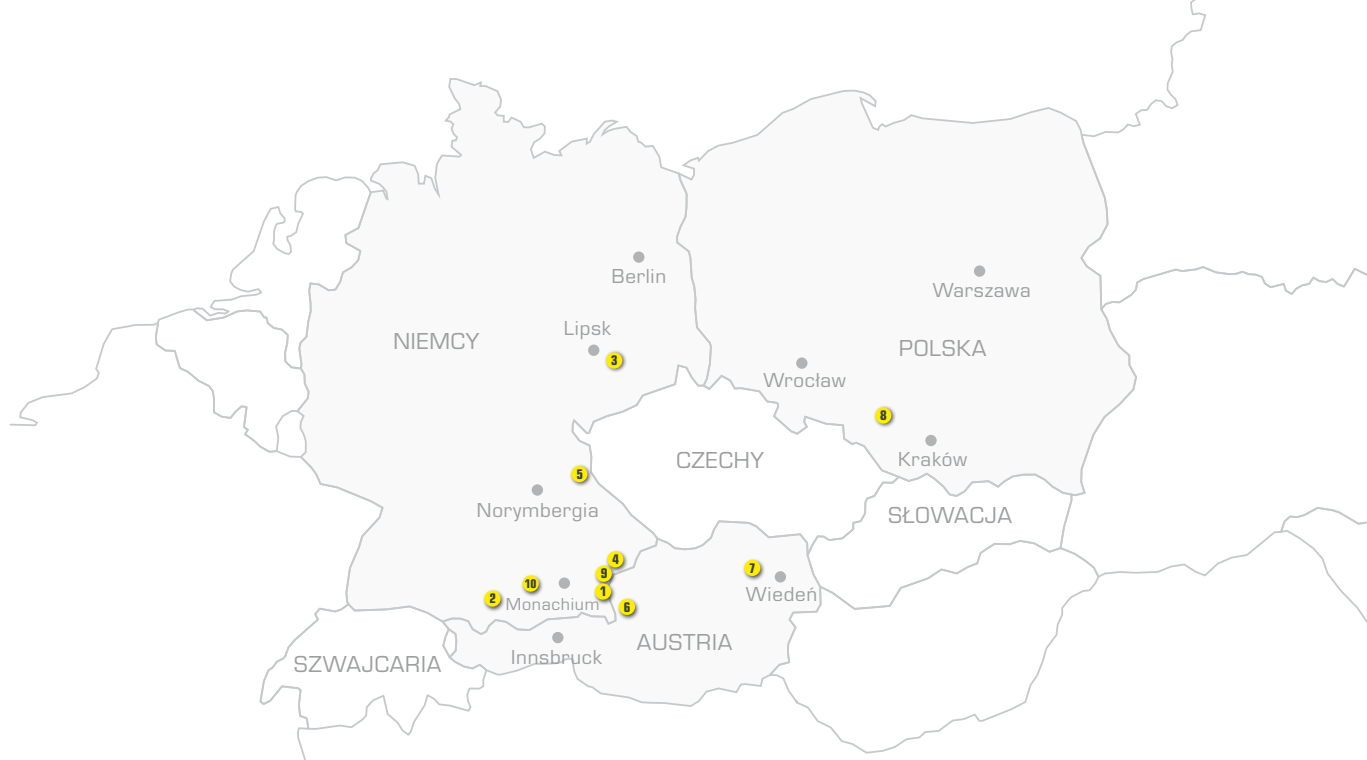 Berlin
Warszawa
Lipsk
NIEMCY
POLSKA
3
Wrocław
8
Kraków
CZECHY
5
Norymbergia
SŁOWACJA
4
7
9
10
1
2
Monachium
Wiedeń
6
AUSTRIA
Innsbruck
SZWAJCARIA